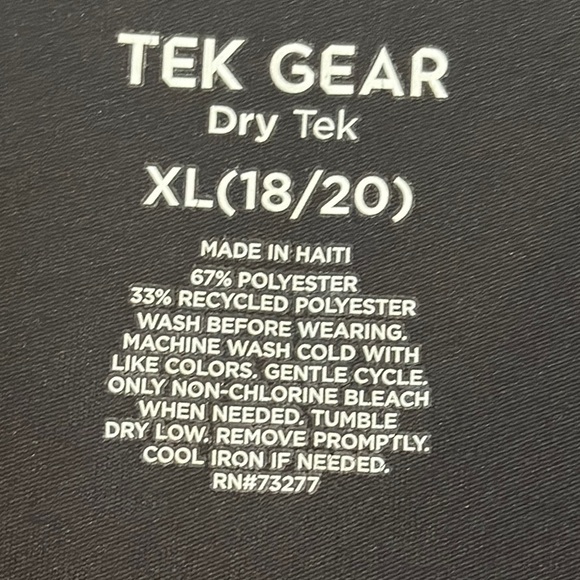 TEK GEAR
Dry Tek
XL(18/20)
MADE IN HAITI
67% POLYESTER
33% RECYCLED POLYESTER
WASH BEFORE WEARING.
MACHINE WASH COLD WITH
LIKE COLORS. GENTLE CYCLE.
ONLY NON-CHLORINE BLEACH
WHEN NEEDED. TUMBLE
DRY LOW. REMOVE PROMPTLY.
COOL IRON IF NEEDED.
RN#73277